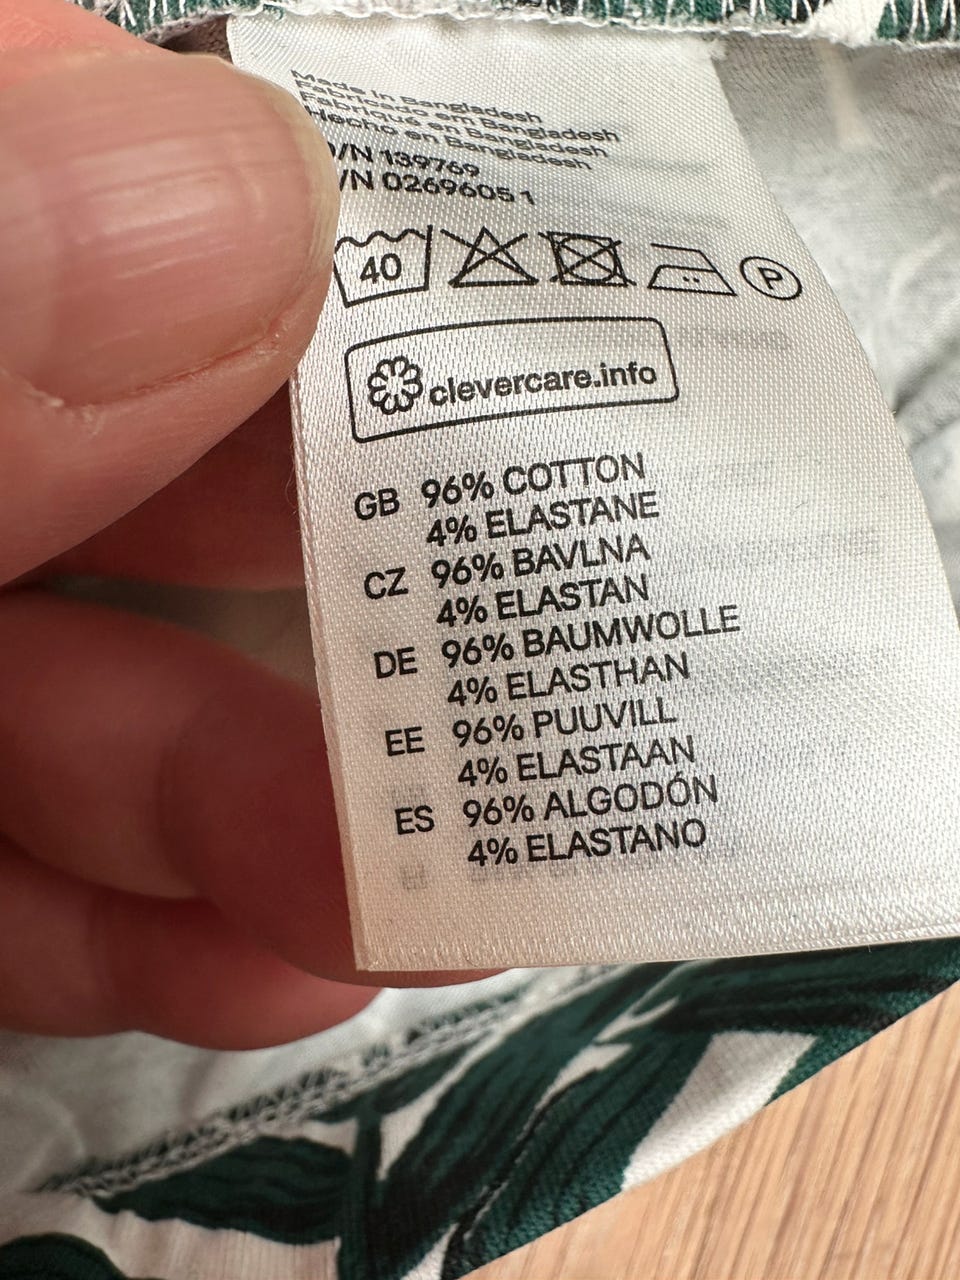 Made in Bangladesh
Fabricado em Bangladesh
Fabriqué en Bangladesh
Hecho en Bangladesh
/N 139769
/N 0269605 1
40
P
clevercare.info
GB 96% COTTON
4% ELASTANE
CZ 96% BAVLNA
4% ELASTAN
DE 96% BAUMWOLLE
4% ELASTHAN
EE 96% PUUVILL
4% ELASTAAN
ES 96% ALGODÓN
4% ELASTANO